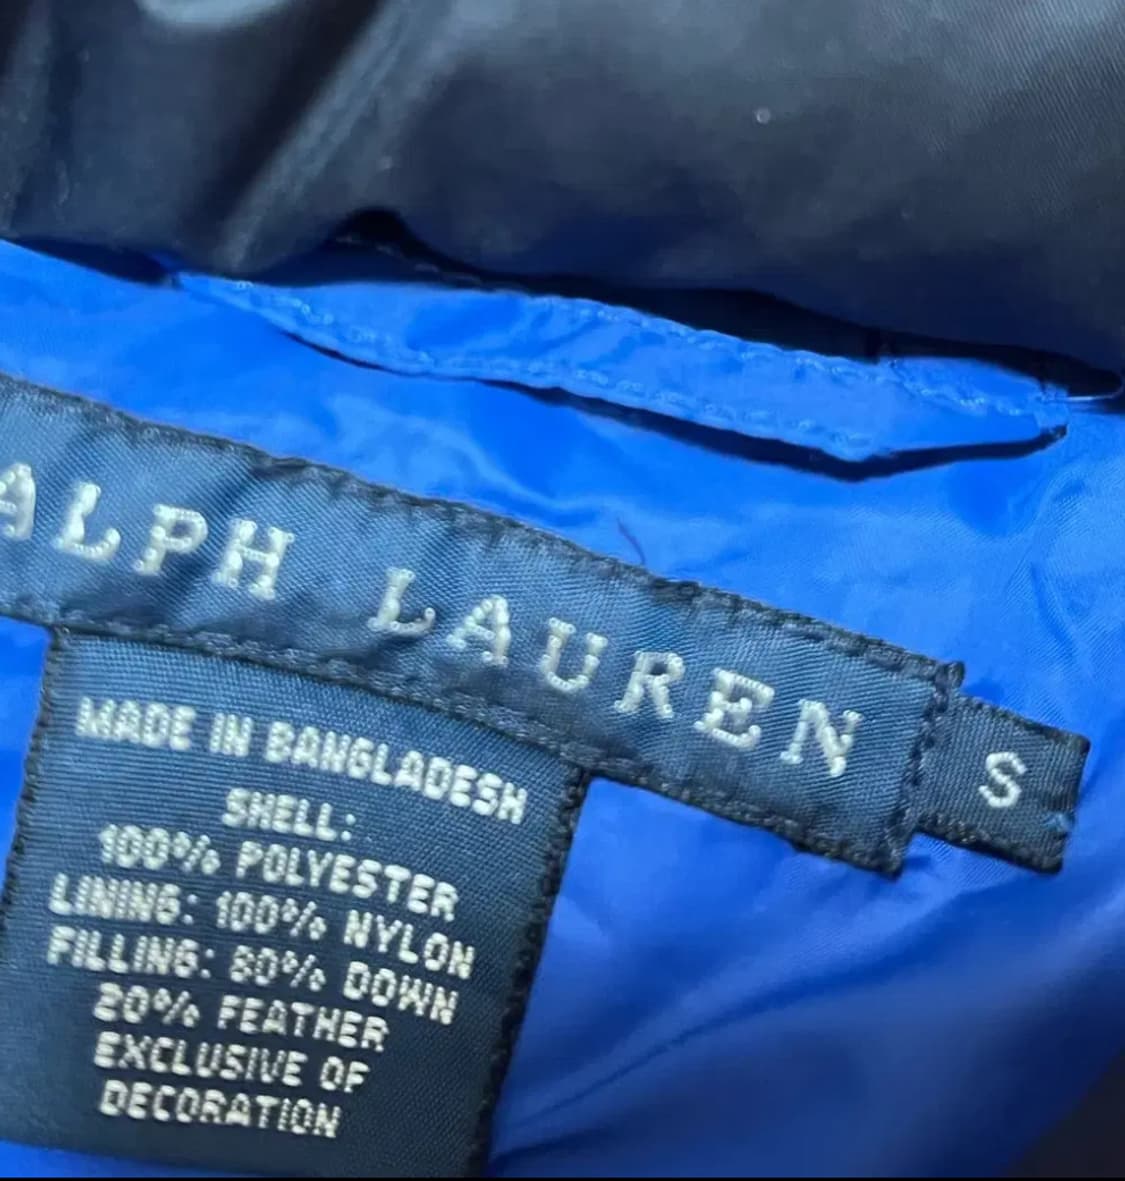 ALPH LAUREN
S
MADE IN BANGLADESH
SHELL:
100% POLYESTER
LINING: 100% NYLON
FILLING: 80% DOWN
20% FEATHER
EXCLUSIVE OF
DECORATION